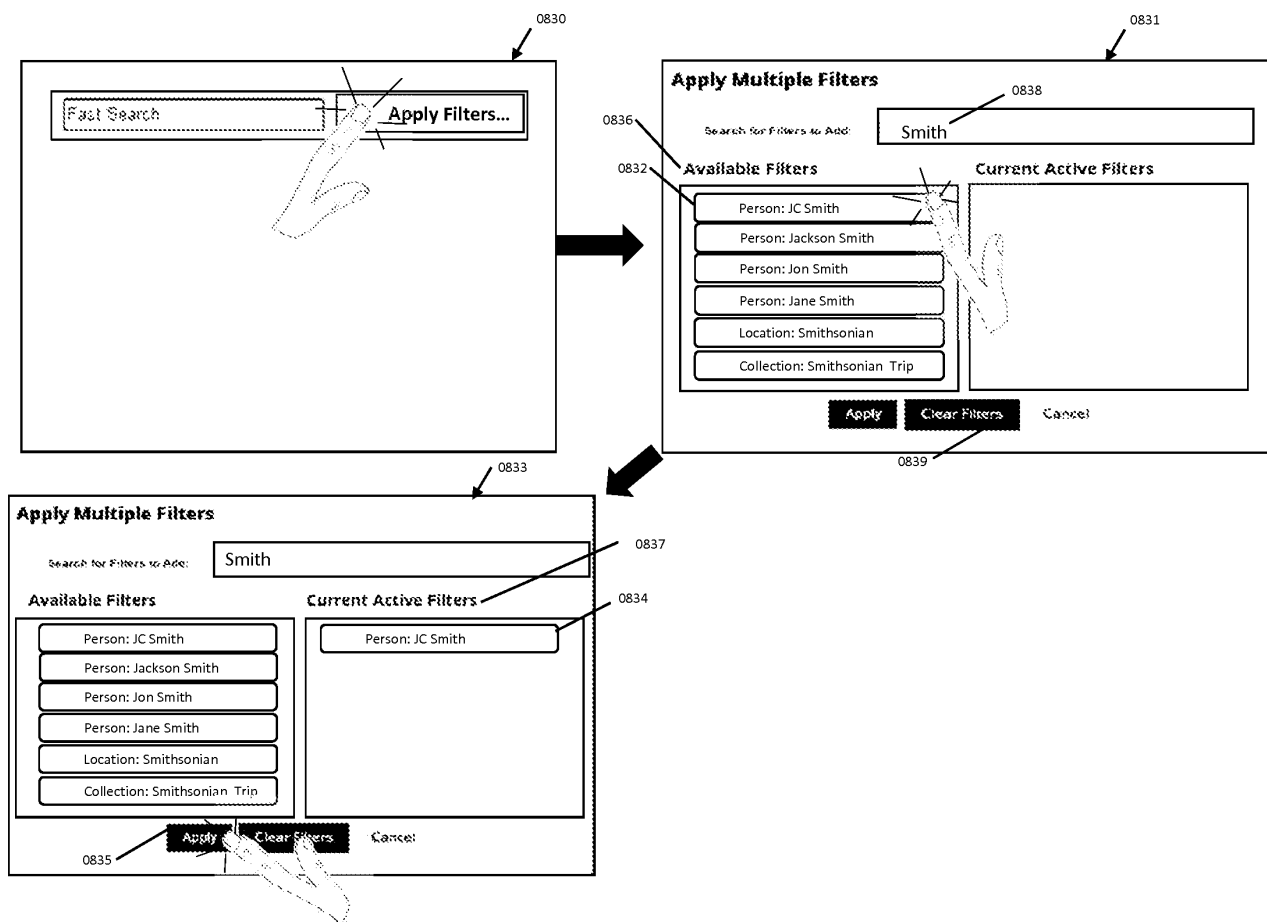 0830
Fast Search
Apply Filters...
0831
Apply Multiple Filters
0838
Search for Filters to Add:
Smith
0836
0832
Available Filters
Current Active Filters
Person: JC Smith
Person: Jackson Smith
Person: Jon Smith
Person: Jane Smith
Location: Smithsonian
Collection: Smithsonian Trip
Apply
Clear Filters
Cancel
0839
0833
Apply Multiple Filters
Search for Filters to Add:
Smith
0837
Available Filters
Current Active Filters
0834
Person: JC Smith
Person: Jackson Smith
Person: Jon Smith
Person: Jane Smith
Location: Smithsonian
Collection: Smithsonian Trip
Person: JC Smith
Apply
Clear Filters
Cancel
0835